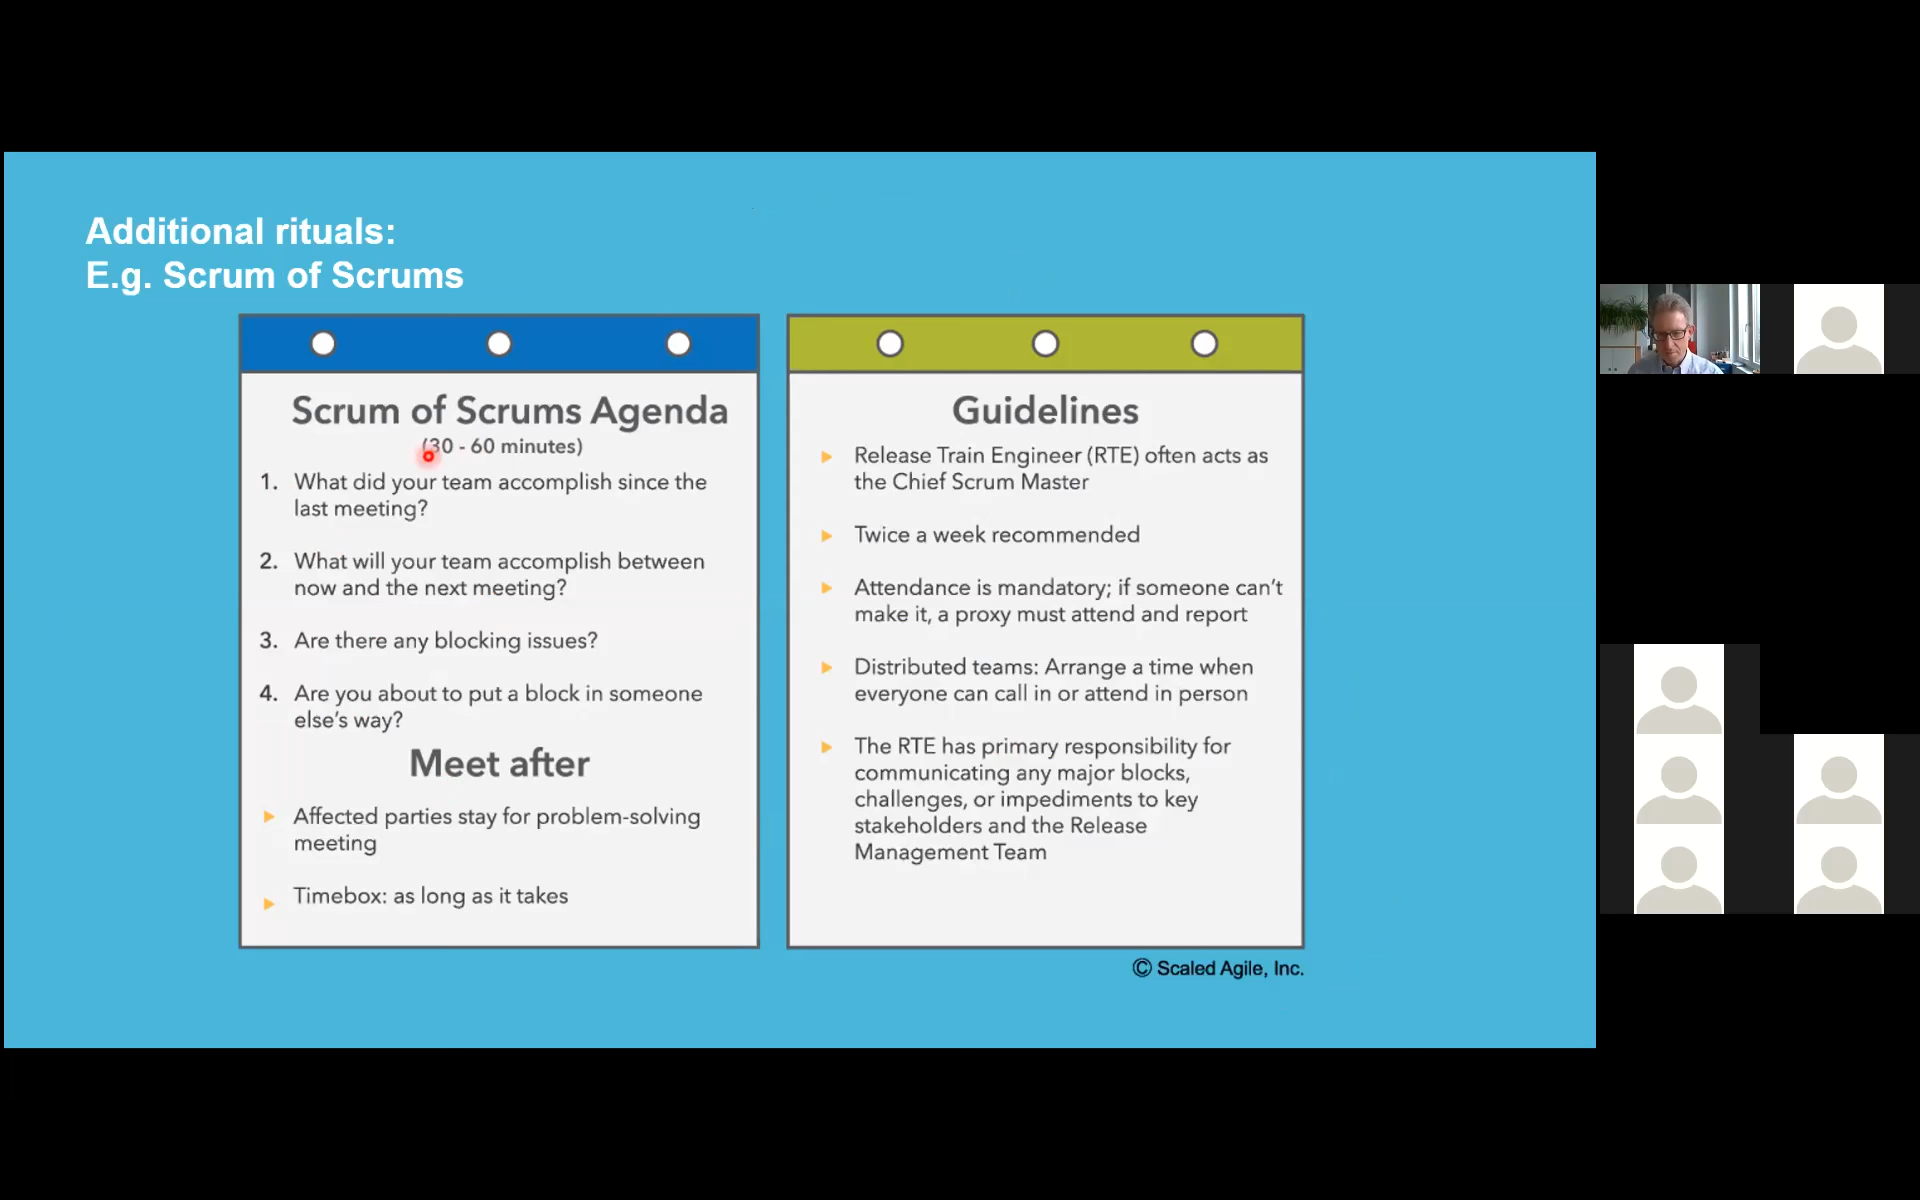 Additional rituals:
E.g. Scrum of Scrums
Scrum of Scrums Agenda
(30 - 60 minutes)
1. What did your team accomplish since the
last meeting?
2. What will your team accomplish between
now and the next meeting?
3. Are there any blocking issues?
4. Are you about to put a block in someone
else's way?
Meet after
Affected parties stay for problem-solving
meeting
Timebox: as long as it takes
Guidelines
Release Train Engineer (RTE) often acts as
the Chief Scrum Master
Twice a week recommended
Attendance is mandatory; if someone can't
make it, a proxy must attend and report
Distributed teams: Arrange a time when
everyone can call in or attend in person
The RTE has primary responsibility for
communicating any major blocks,
challenges, or impediments to key
stakeholders and the Release
Management Team
© Scaled Agile, Inc.